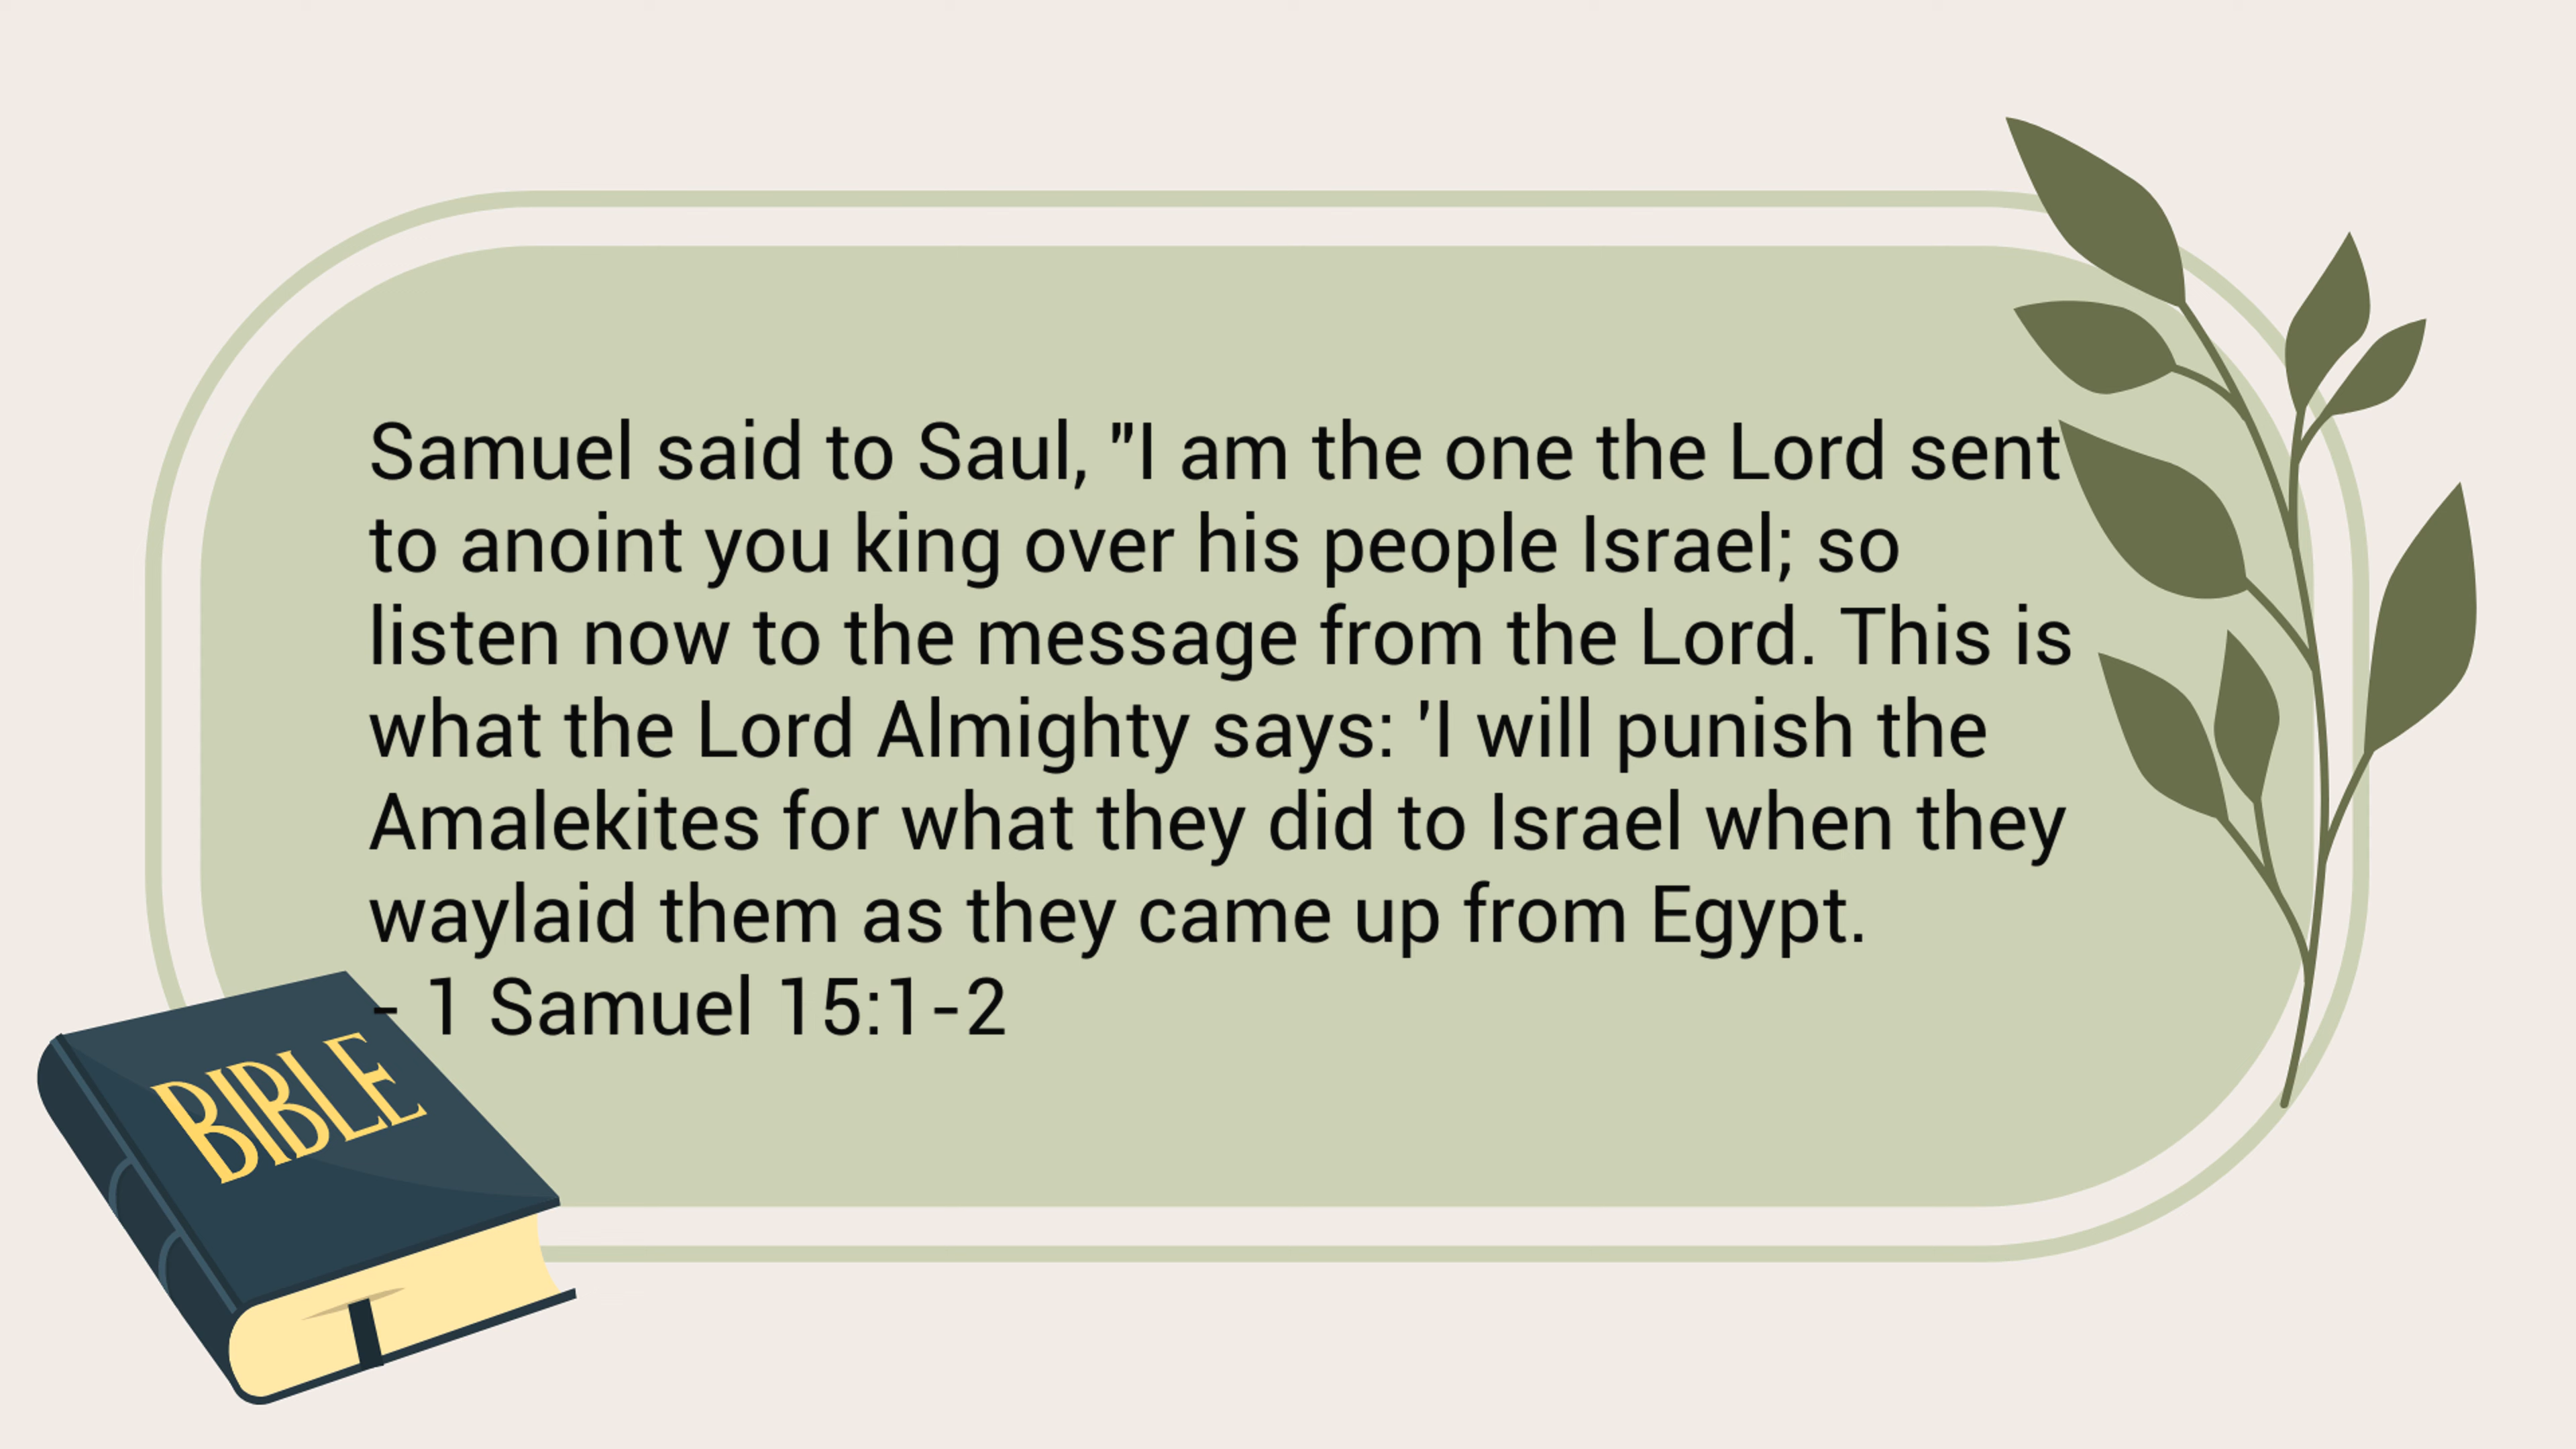 Samuel said to Saul, "I am the one the Lord sent
to anoint you king over his people Israel; so
listen now to the message from the Lord. This is
what the Lord Almighty says: 'I will punish the
Amalekites for what they did to Israel when they
waylaid them as they came up from Egypt.
- 1 Samuel 15:1-2
BIBLE